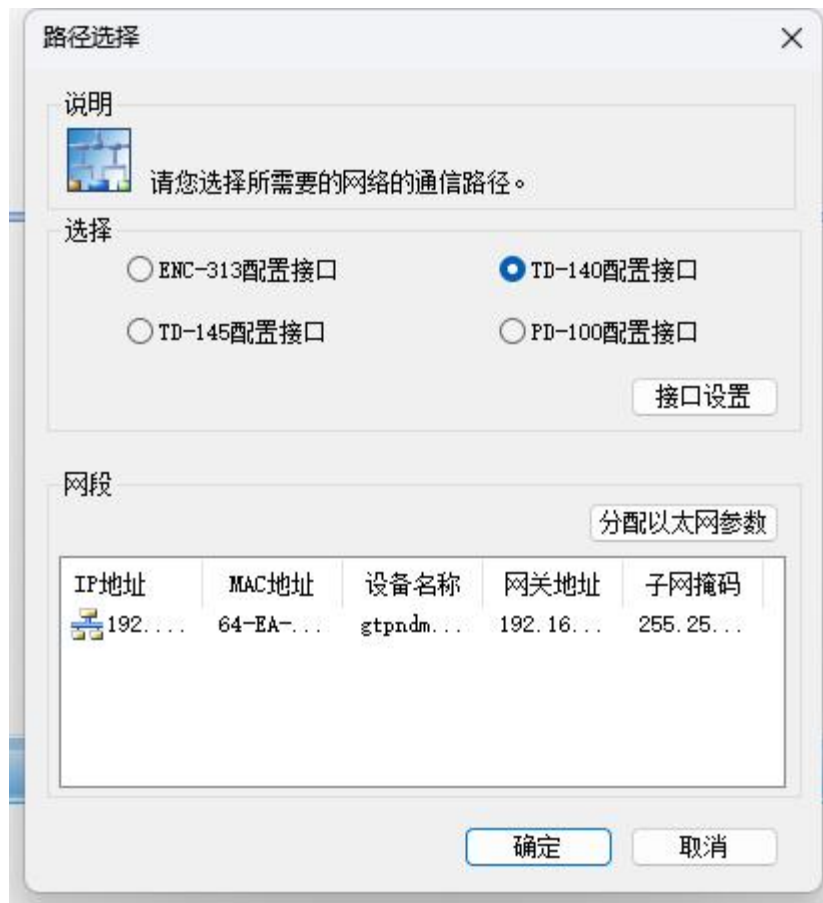 路径选择
说明
请您选择所需要的网络的通信路径。
选择
ENC-313配置接口 TD-140配置接口
TD-145配置接口 PD-100配置接口
接口设置
网段
分配以太网参数
IP地址 MAC地址 设备名称 网关地址 子网掩码
192.... 64-EA-... gtpndm... 192.16... 255.25...
确定 取消